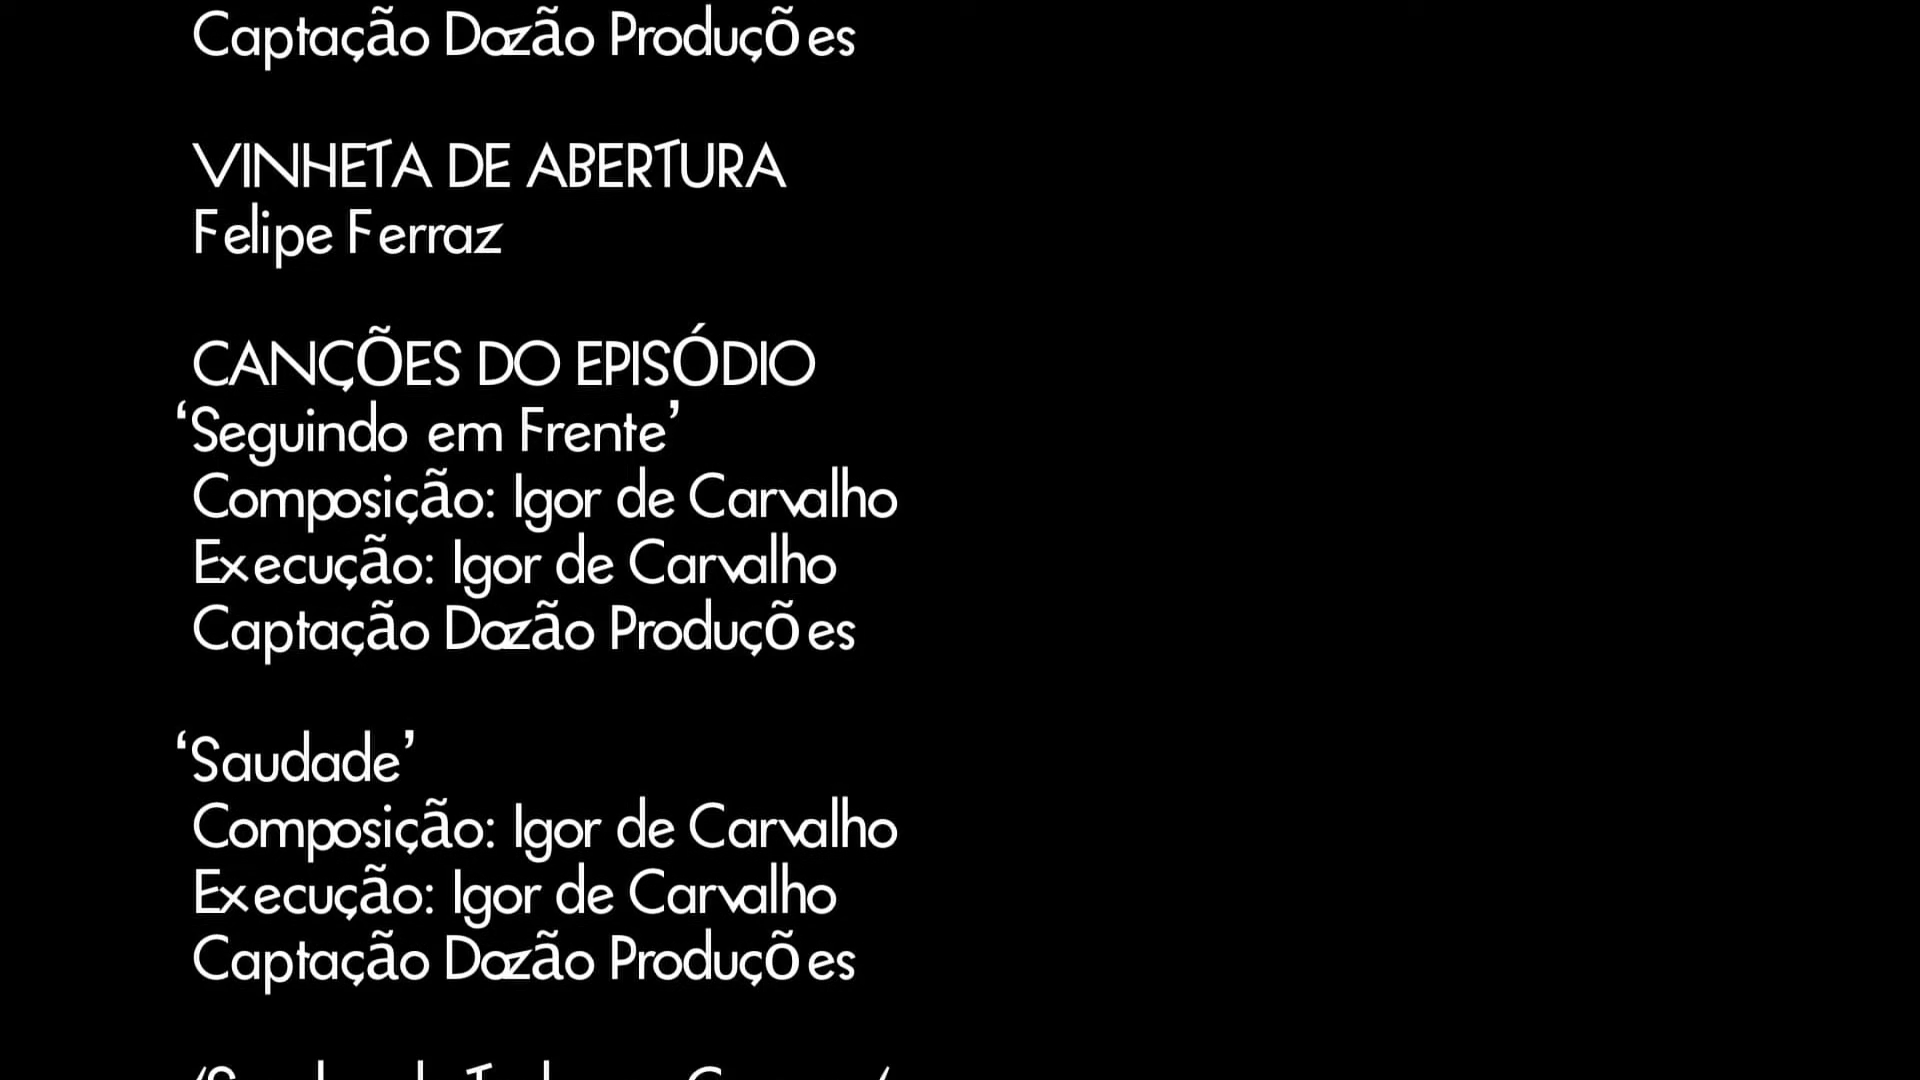 Captação Dozão Produções
VINHETA DE ABERTURA
Felipe Ferraz
CANÇÕES DO EPISÓDIO
‘Seguindo em Frente’
Composição: Igor de Carvalho
Execução: Igor de Carvalho
Captação Dozão Produções
‘Saudade’
Composição: Igor de Carvalho
Execução: Igor de Carvalho
Captação Dozão Produções